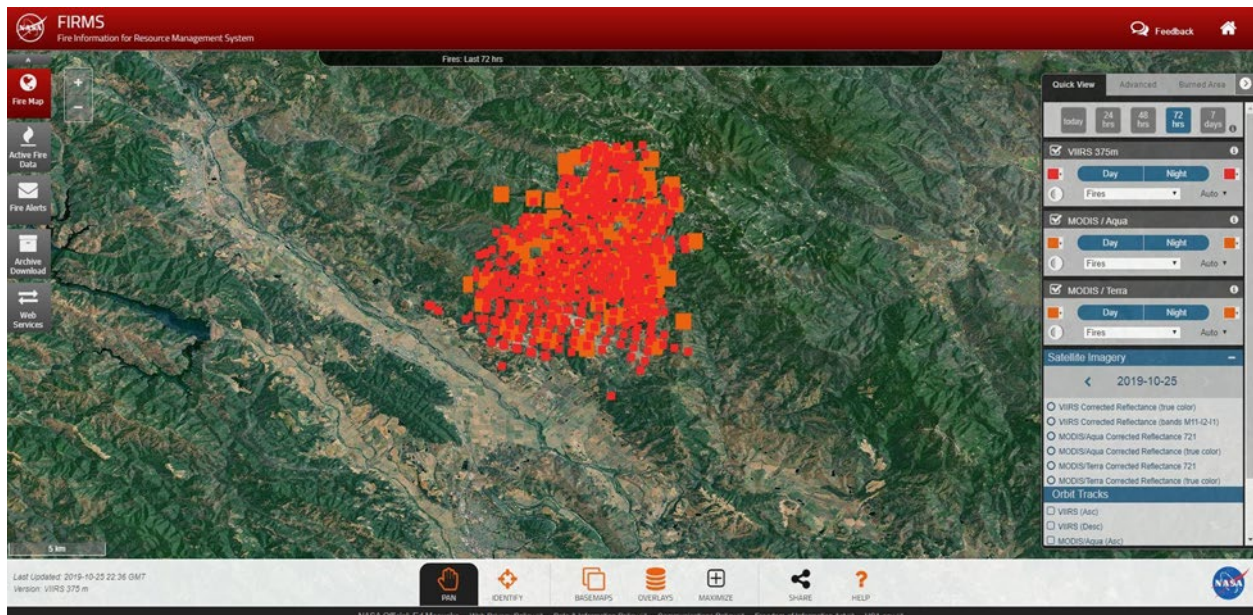 NASA
FIRMS
Fire Information for Resource Management System
Feedback
Fires: Last 72 hrs
Fire Map
Active Fire
Data
Fire Alerts
Archive
Download
Web
Services
+
−
5 km
Quick View
Advanced
Burned Area
today
24
hrs
48
hrs
72
hrs
7
days
VIIRS 375m
Day
Night
Fires
Auto
MODIS / Aqua
Day
Night
Fires
Auto
MODIS / Terra
Day
Night
Fires
Auto
Satellite Imagery
2019-10-25
VIIRS Corrected Reflectance (true color)
VIIRS Corrected Reflectance (bands M11-I2-I1)
MODIS/Aqua Corrected Reflectance 721
MODIS/Aqua Corrected Reflectance (true color)
MODIS/Terra Corrected Reflectance 721
MODIS/Terra Corrected Reflectance (true color)
Orbit Tracks
VIIRS (Asc)
VIIRS (Desc)
MODIS/Aqua (Asc)
Last Updated: 2019-10-25 22:36 GMT
Version: VIIRS 375 m
PAN
IDENTIFY
BASEMAPS
OVERLAYS
MAXIMIZE
SHARE
?
HELP
NASA